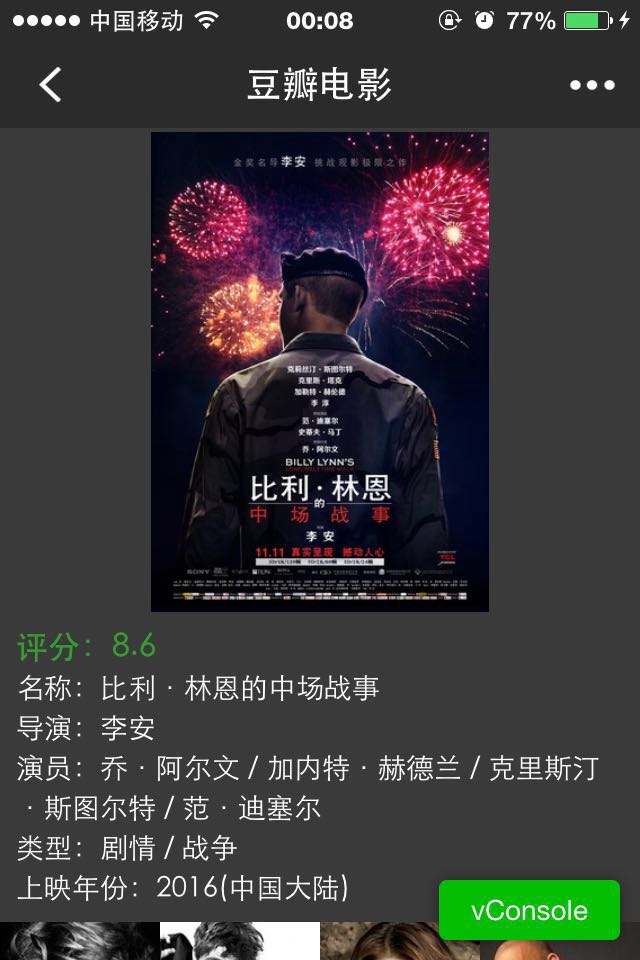 中国移动
00:08
77%
豆瓣电影
金奖名导 李安 挑战观影极限之作
克莉丝汀·斯图尔特
克里斯·塔克
加勒特·赫伦德
李淳
范·迪塞尔
史蒂夫·马丁
乔·阿尔文
BILLY LYNN'S
LONG HALFTIME WALK
比利·林恩
的
中场战事
李安
11.11 真实呈现 撼动人心
SONY
TCL
评分：8.6
名称：比利·林恩的中场战事
导演：李安
演员：乔·阿尔文 / 加内特·赫德兰 / 克里斯汀
·斯图尔特 / 范·迪塞尔
类型：剧情 / 战争
上映年份：2016(中国大陆)
vConsole